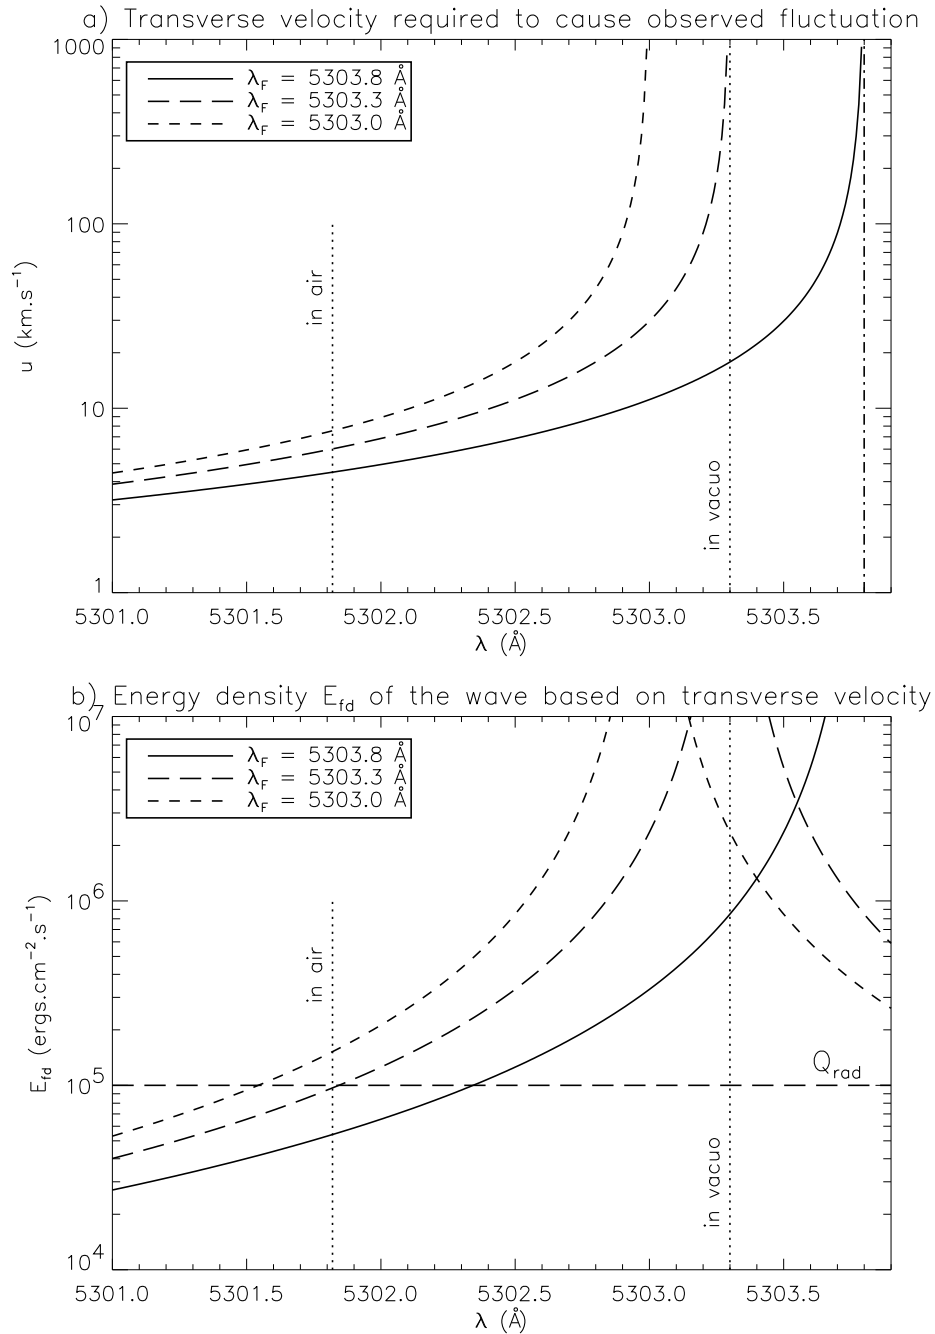 a) Transverse velocity required to cause observed fluctuation
1000
λF = 5303.8 Å
λF = 5303.3 Å
λF = 5303.0 Å
100
u (km.s⁻¹)
in air
10
in vacuo
1
5301.0 5301.5 5302.0 5302.5 5303.0 5303.5
λ (Å)
b) Energy density Efd of the wave based on transverse velocity
10⁷
λF = 5303.8 Å
λF = 5303.3 Å
λF = 5303.0 Å
10⁶
Efd (ergs.cm⁻².s⁻¹)
in air
Qrad
10⁵
in vacuo
10⁴
5301.0 5301.5 5302.0 5302.5 5303.0 5303.5
λ (Å)